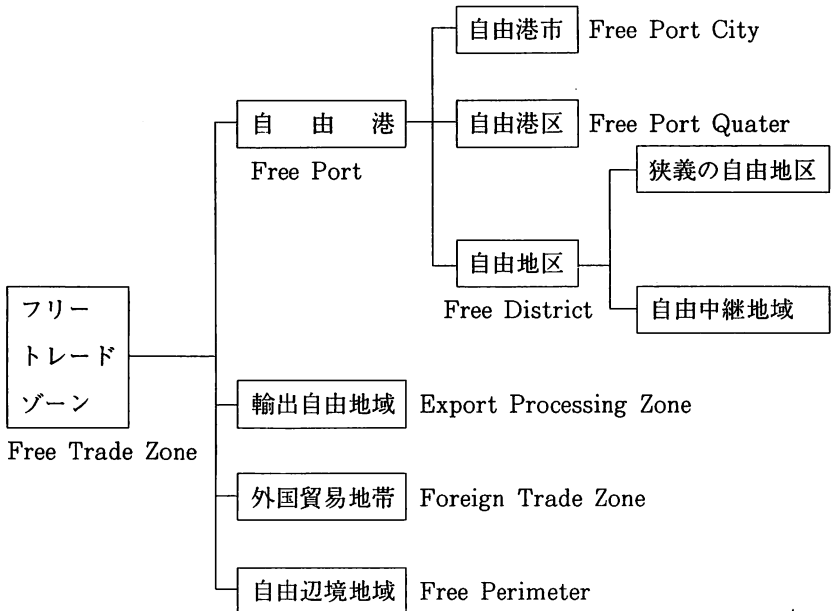 自由港市 Free Port City
自由港 自由港区 Free Port Quater
Free Port
狭義の自由地区
自由地区
Free District
自由中継地域
フリー
トレード
ゾーン
Free Trade Zone
輸出自由地域 Export Processing Zone
外国貿易地帯 Foreign Trade Zone
自由辺境地域 Free Perimeter